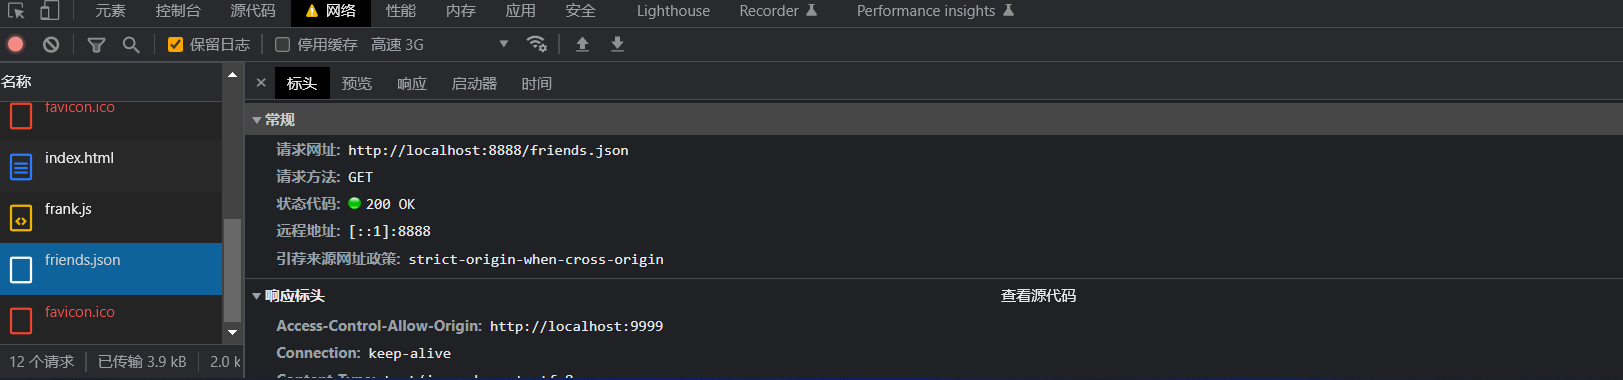 元素 控制台 源代码 网络 性能 内存 应用 安全 Lighthouse Recorder Performance insights
保留日志 停用缓存 高速 3G
名称
favicon.ico
index.html
frank.js
friends.json
favicon.ico
12 个请求 已传输 3.9 kB 2.0 k
标头 预览 响应 启动器 时间
常规
请求网址: http://localhost:8888/friends.json
请求方法: GET
状态代码: 200 OK
远程地址: [::1]:8888
引荐来源网址政策: strict-origin-when-cross-origin
响应标头 查看源代码
Access-Control-Allow-Origin: http://localhost:9999
Connection: keep-alive